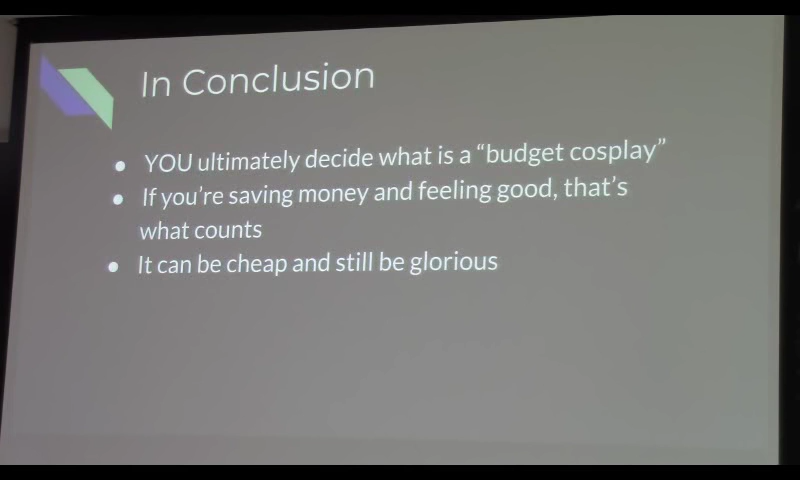 In Conclusion
● YOU ultimately decide what is a “budget cosplay”
● If you’re saving money and feeling good, that’s
what counts
● It can be cheap and still be glorious